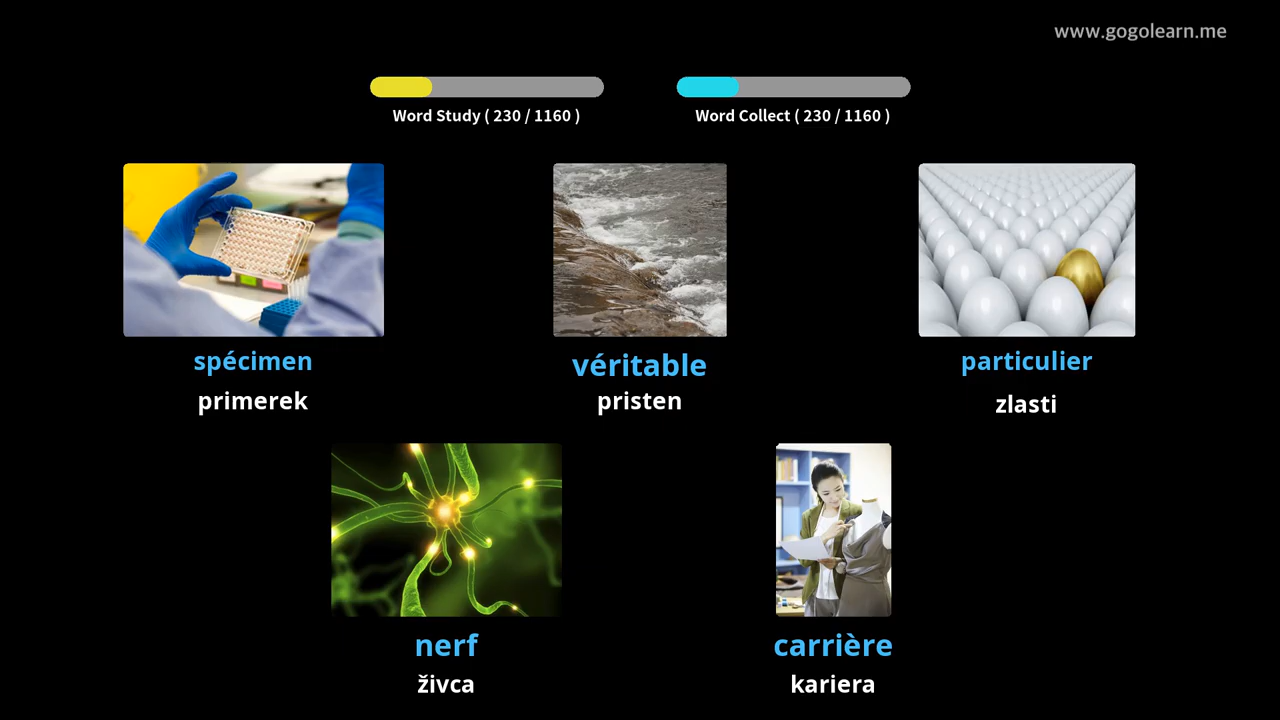 www.gogolearn.me
Word Study ( 230 / 1160 )
Word Collect ( 230 / 1160 )
spécimen
primerek
véritable
pristen
particulier
zlasti
nerf
živca
carrière
kariera